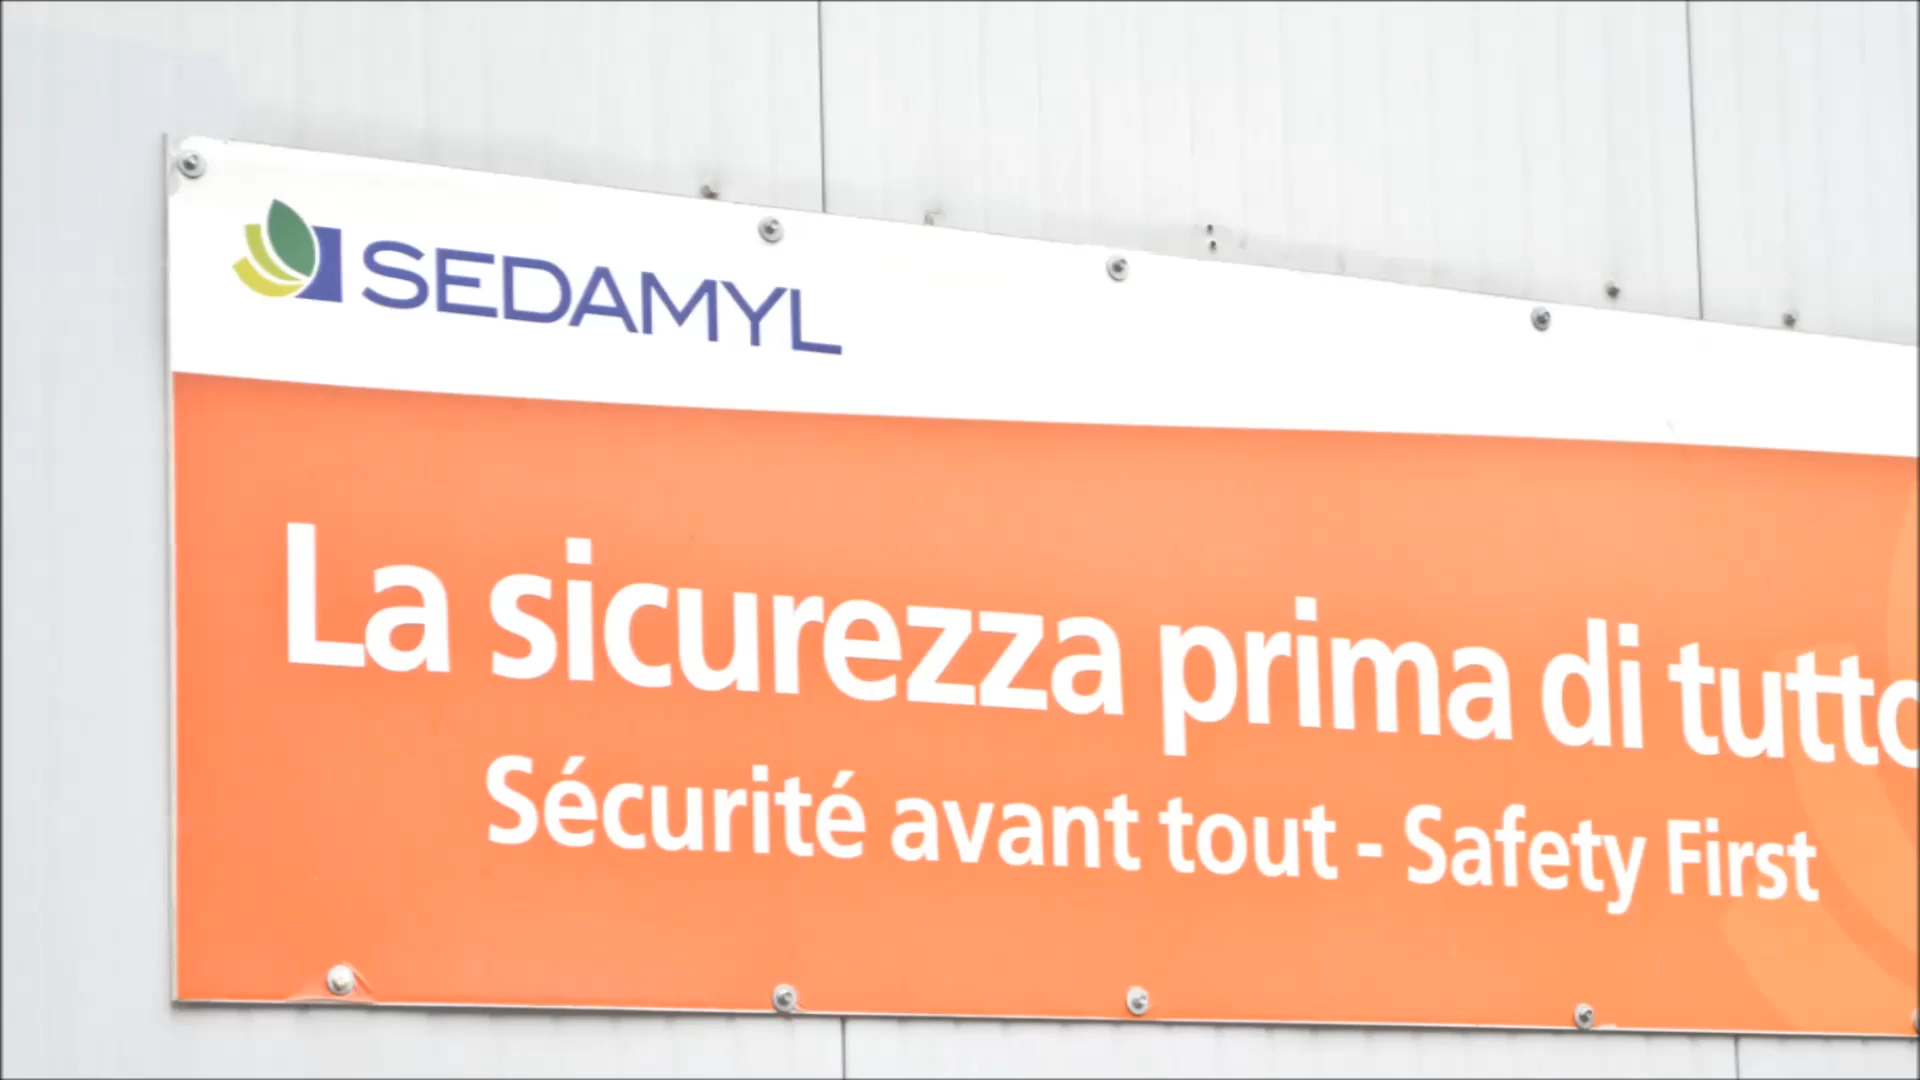 SEDAMYL
La sicurezza prima di tutto
Sécurité avant tout - Safety First